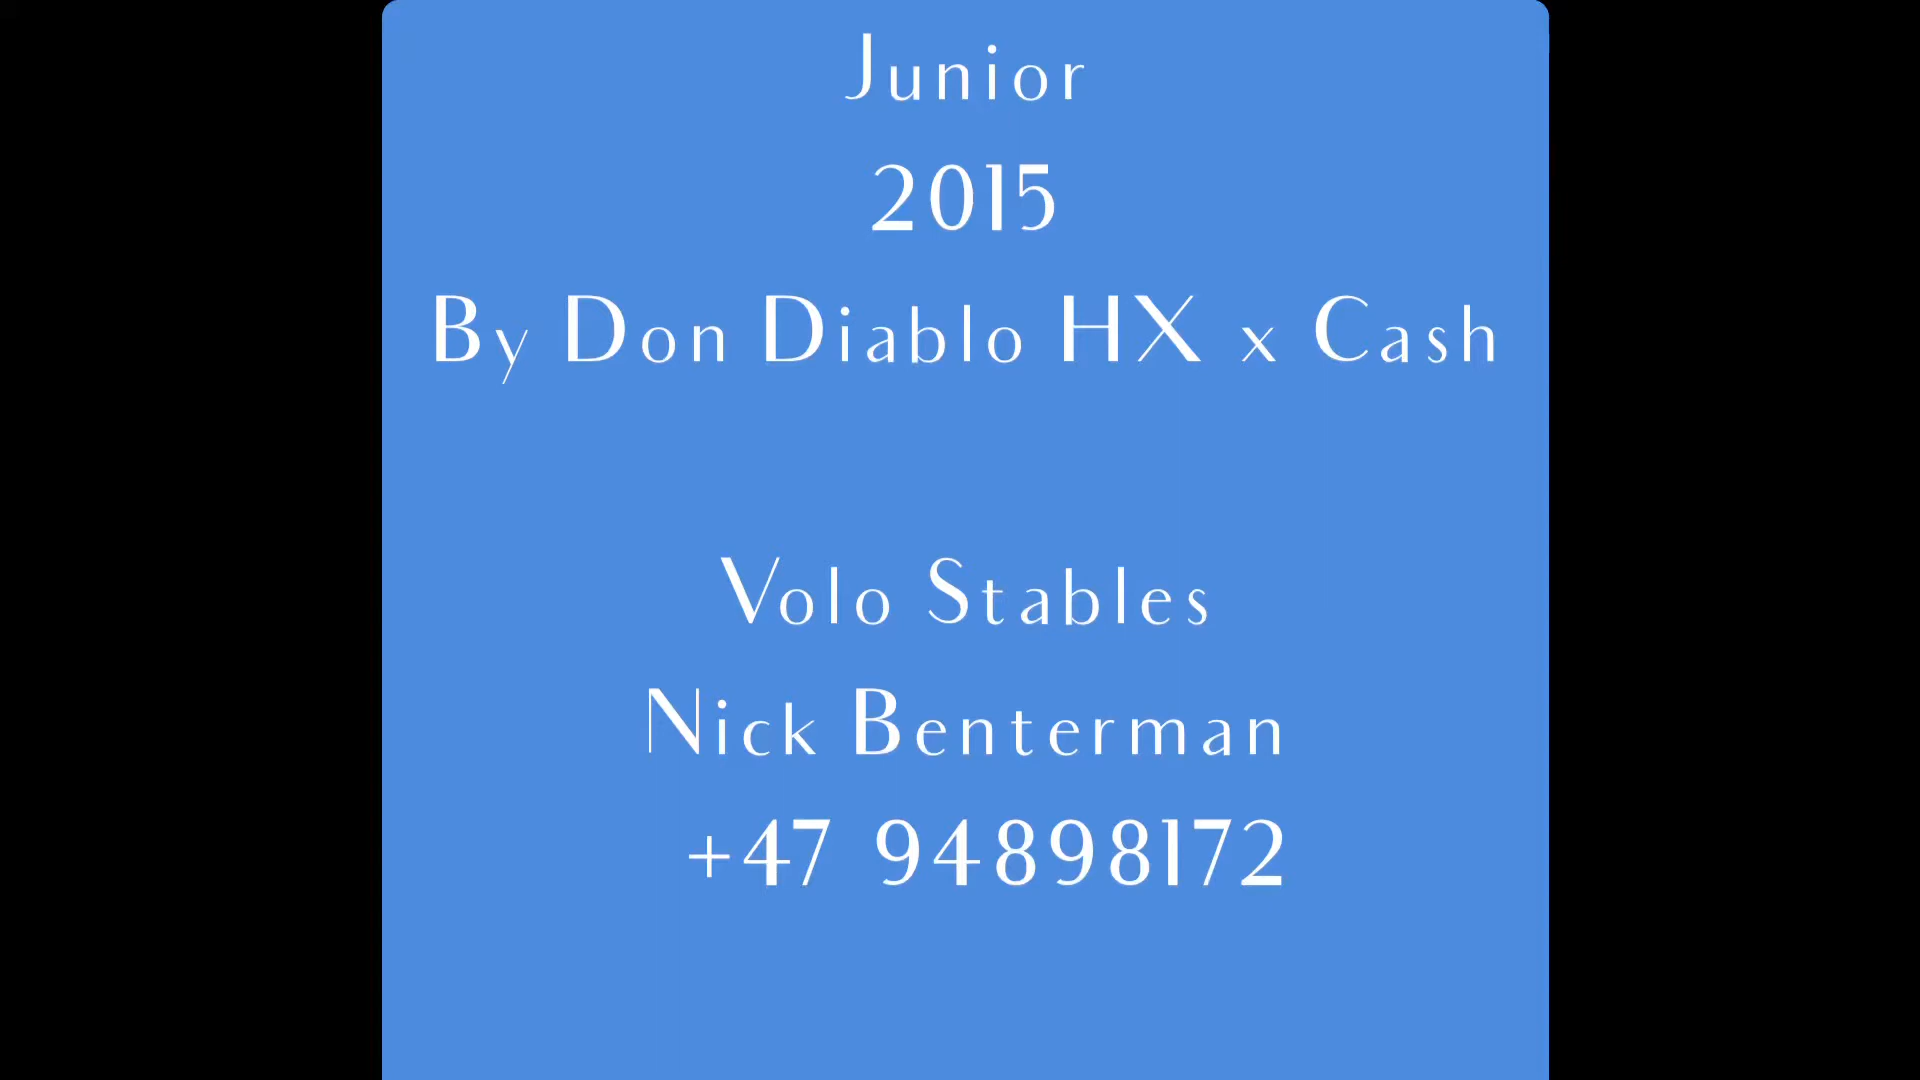 Junior
2015
By Don Diablo HX x Cash
Volo Stables
Nick Benterman
+47 94898172